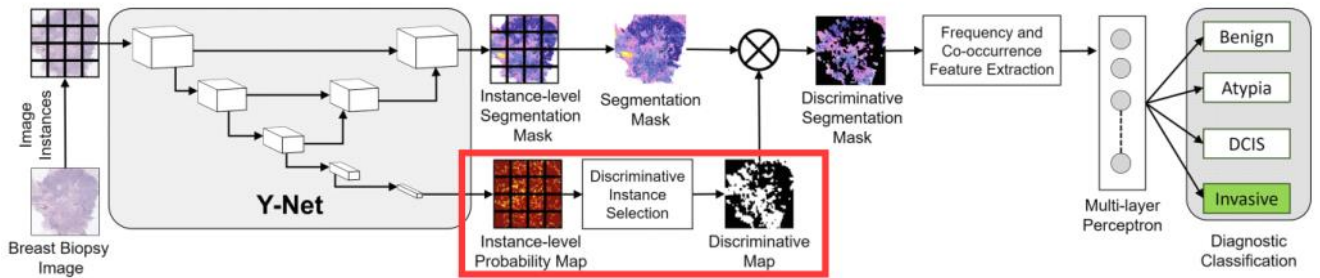 Image
Instances
Breast Biopsy
Image
Y-Net
Instance-level
Segmentation
Mask
Segmentation
Mask
Instance-level
Probability Map
Discriminative
Instance
Selection
Discriminative
Map
Discriminative
Segmentation
Mask
Frequency and
Co-occurrence
Feature Extraction
Multi-layer
Perceptron
Benign
Atypia
DCIS
Invasive
Diagnostic
Classification